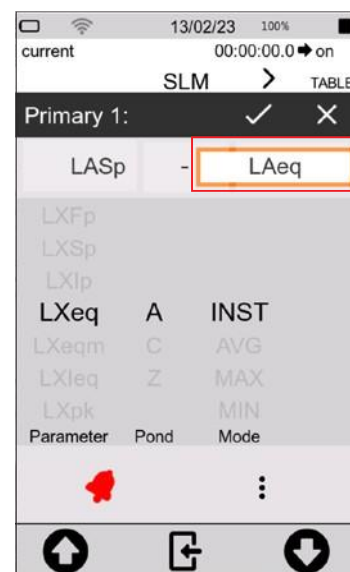 13/02/23 100%
current 00:00:00.0 on
SLM > TABLE
Primary 1:
LASp - LAeq
LXFp
LXSp
LXIp
LXeq A INST
LXeqm C AVG
LXIeq Z MAX
LXpk MIN
Parameter Pond Mode